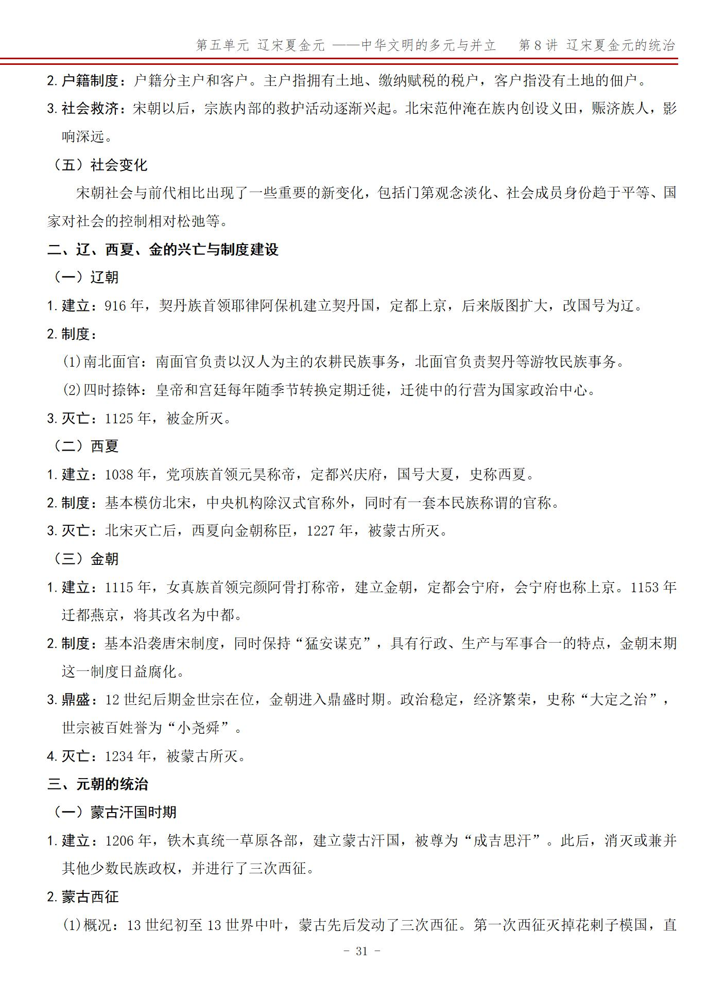 第五单元 辽宋夏金元 ——中华文明的多元与并立 第 8 讲 辽宋夏金元的统治
2.户籍制度：户籍分主户和客户。主户指拥有土地、缴纳赋税的税户，客户指没有土地的佃户。
3.社会救济：宋朝以后，宗族内部的救护活动逐渐兴起。北宋范仲淹在族内创设义田，赈济族人，影
响深远。
（五）社会变化
宋朝社会与前代相比出现了一些重要的新变化，包括门第观念淡化、社会成员身份趋于平等、国
家对社会的控制相对松弛等。
二、辽、西夏、金的兴亡与制度建设
（一）辽朝
1.建立：916 年，契丹族首领耶律阿保机建立契丹国，定都上京，后来版图扩大，改国号为辽。
2.制度：
(1)南北面官：南面官负责以汉人为主的农耕民族事务，北面官负责契丹等游牧民族事务。
(2)四时捺钵：皇帝和宫廷每年随季节转换定期迁徙，迁徙中的行营为国家政治中心。
3.灭亡：1125 年，被金所灭。
（二）西夏
1.建立：1038 年，党项族首领元昊称帝，定都兴庆府，国号大夏，史称西夏。
2.制度：基本模仿北宋，中央机构除汉式官称外，同时有一套本民族称谓的官称。
3.灭亡：北宋灭亡后，西夏向金朝称臣，1227 年，被蒙古所灭。
（三）金朝
1.建立：1115 年，女真族首领完颜阿骨打称帝，建立金朝，定都会宁府，会宁府也称上京。1153 年
迁都燕京，将其改名为中都。
2.制度：基本沿袭唐宋制度，同时保持“猛安谋克”，具有行政、生产与军事合一的特点，金朝末期
这一制度日益腐化。
3.鼎盛：12 世纪后期金世宗在位，金朝进入鼎盛时期。政治稳定，经济繁荣，史称“大定之治”，
世宗被百姓誉为“小尧舜”。
4.灭亡：1234 年，被蒙古所灭。
三、元朝的统治
（一）蒙古汗国时期
1.建立：1206 年，铁木真统一草原各部，建立蒙古汗国，被尊为“成吉思汗”。此后，消灭或兼并
其他少数民族政权，并进行了三次西征。
2.蒙古西征
(1)概况：13 世纪初至 13 世界中叶，蒙古先后发动了三次西征。第一次西征灭掉花剌子模国，直
- 31 -